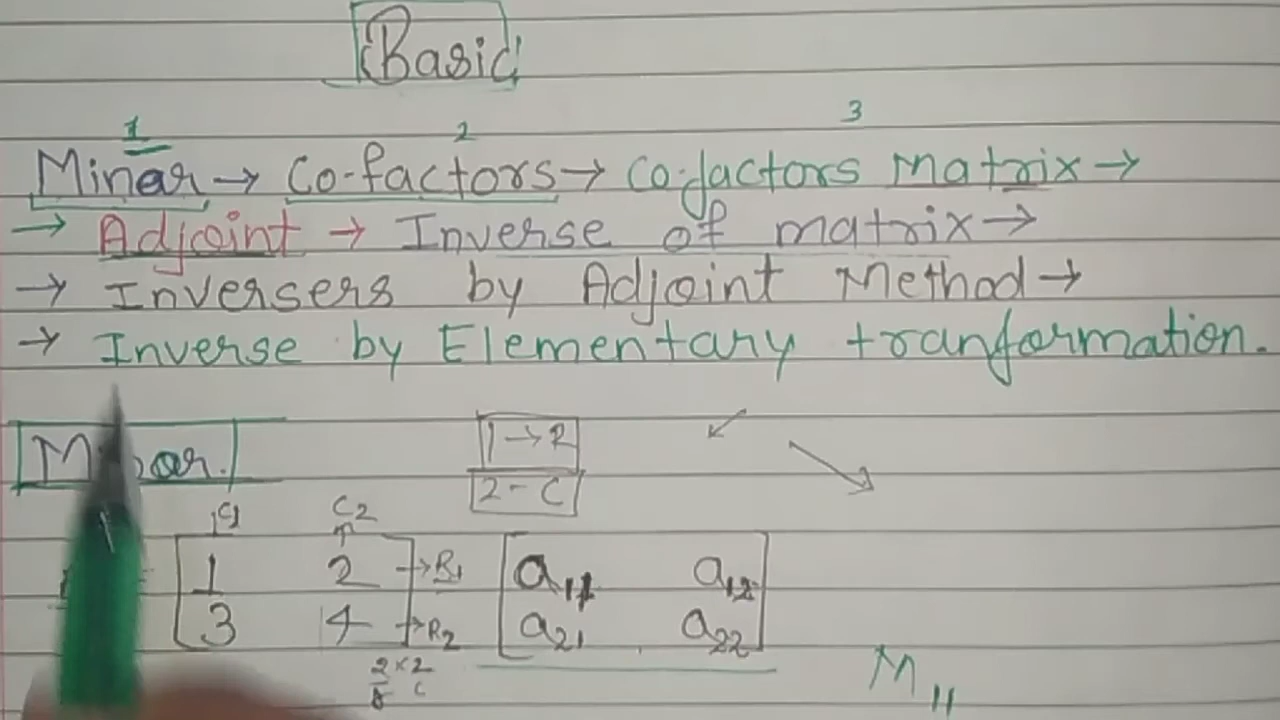 Basic
1 2 3
Minar → Co-factors → Co-factors Matrix →
→ Adjoint → Inverse of matrix →
→ Inversers by Adjoint Method →
→ Inverse by Elementary tranformation.
1 → R
2 - C
C1 C2
1 2 → R1 a11 a12
3 4 → R2 a21 a22
2 × 2
M11